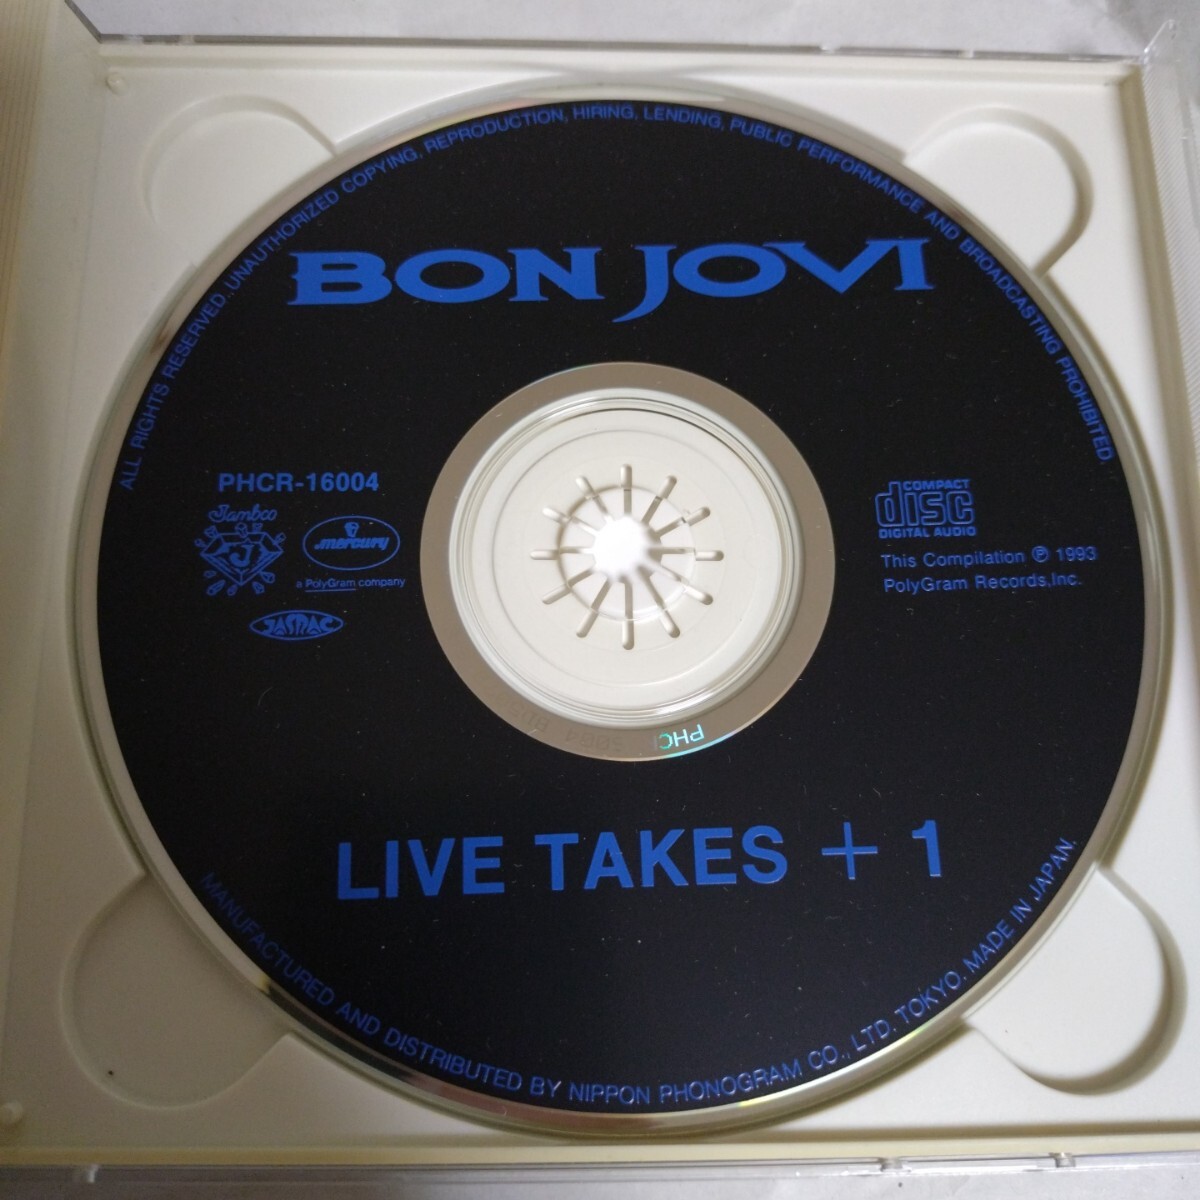 ALL RIGHTS RESERVED. UNAUTHORIZED COPYING, REPRODUCTION, HIRING, LENDING, PUBLIC PERFORMANCE AND BROADCASTING PROHIBITED.
BON JOVI
PHCR-16004
Jambco
J
mercury
a PolyGram company
JASRAC
COMPACT
disc
DIGITAL AUDIO
This Compilation ℗ 1993
PolyGram Records,Inc.
LIVE TAKES + 1
MANUFACTURED AND DISTRIBUTED BY NIPPON PHONOGRAM CO., LTD. TOKYO. MADE IN JAPAN.